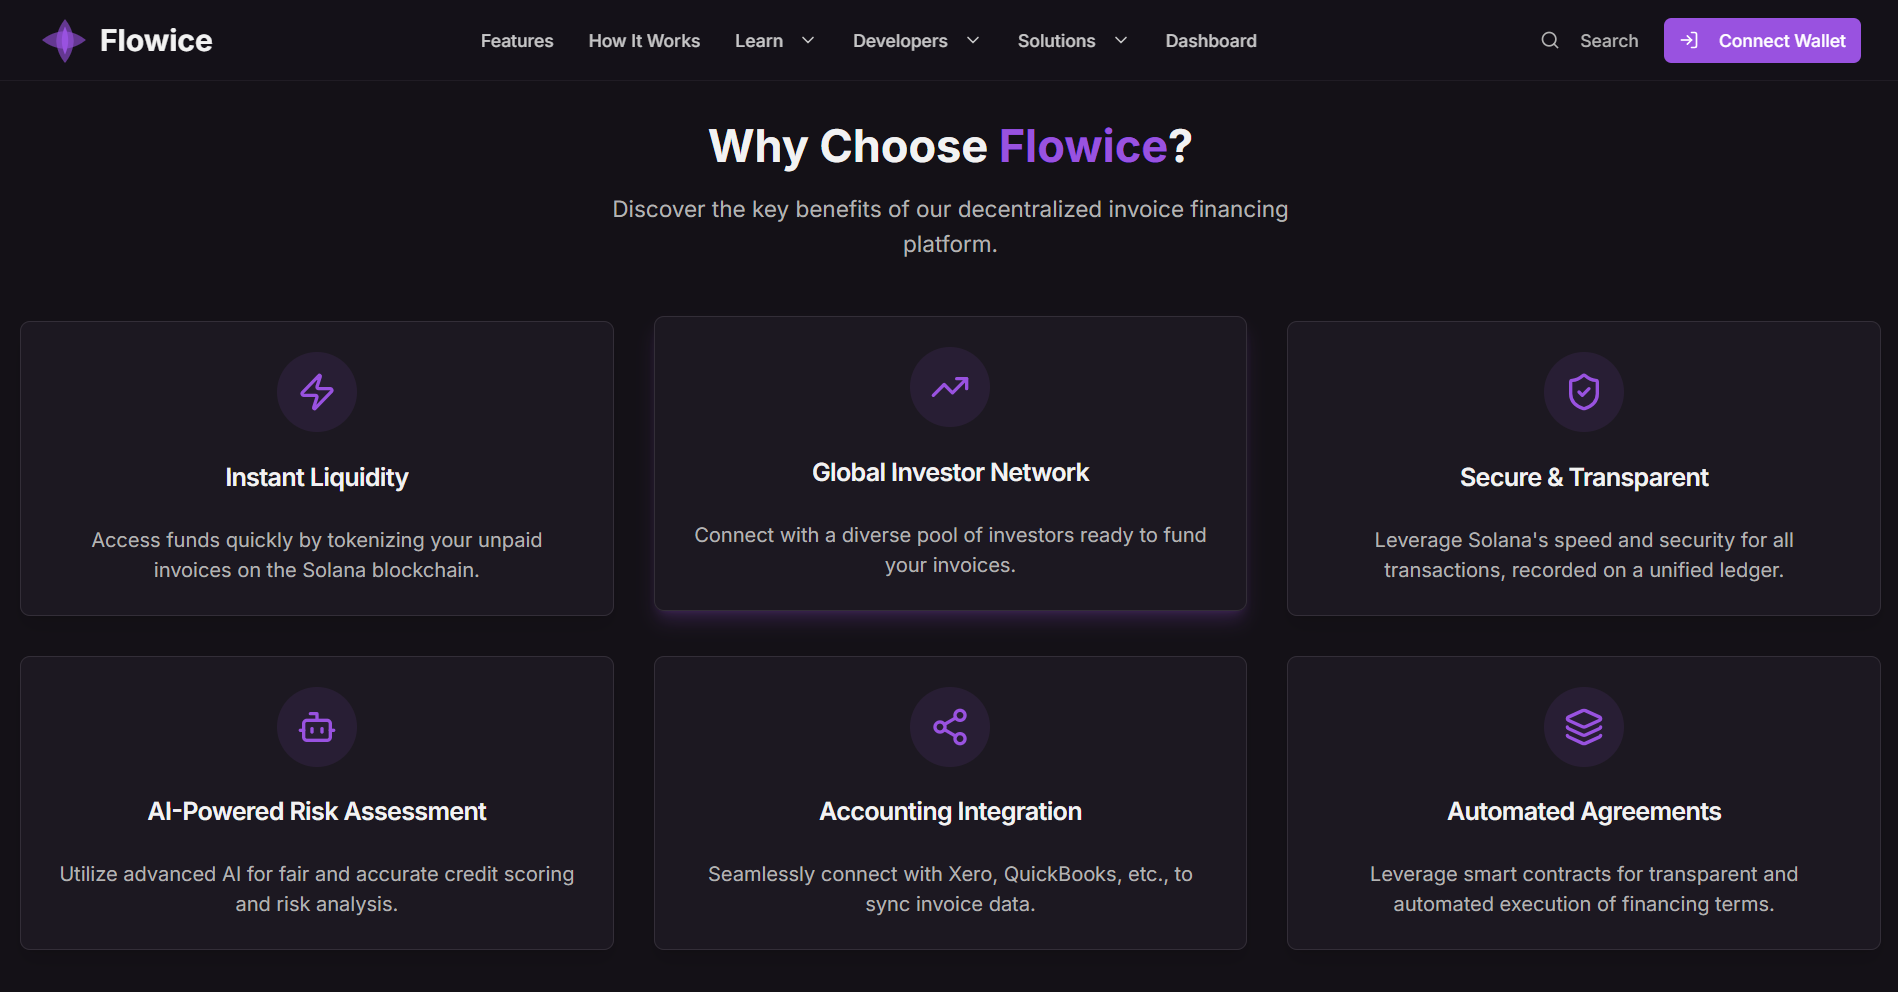 Flowice
Features
How It Works
Learn
Developers
Solutions
Dashboard
Search
Connect Wallet
Why Choose Flowice?
Discover the key benefits of our decentralized invoice financing
platform.
Instant Liquidity
Access funds quickly by tokenizing your unpaid
invoices on the Solana blockchain.
Global Investor Network
Connect with a diverse pool of investors ready to fund
your invoices.
Secure & Transparent
Leverage Solana's speed and security for all
transactions, recorded on a unified ledger.
AI-Powered Risk Assessment
Utilize advanced AI for fair and accurate credit scoring
and risk analysis.
Accounting Integration
Seamlessly connect with Xero, QuickBooks, etc., to
sync invoice data.
Automated Agreements
Leverage smart contracts for transparent and
automated execution of financing terms.